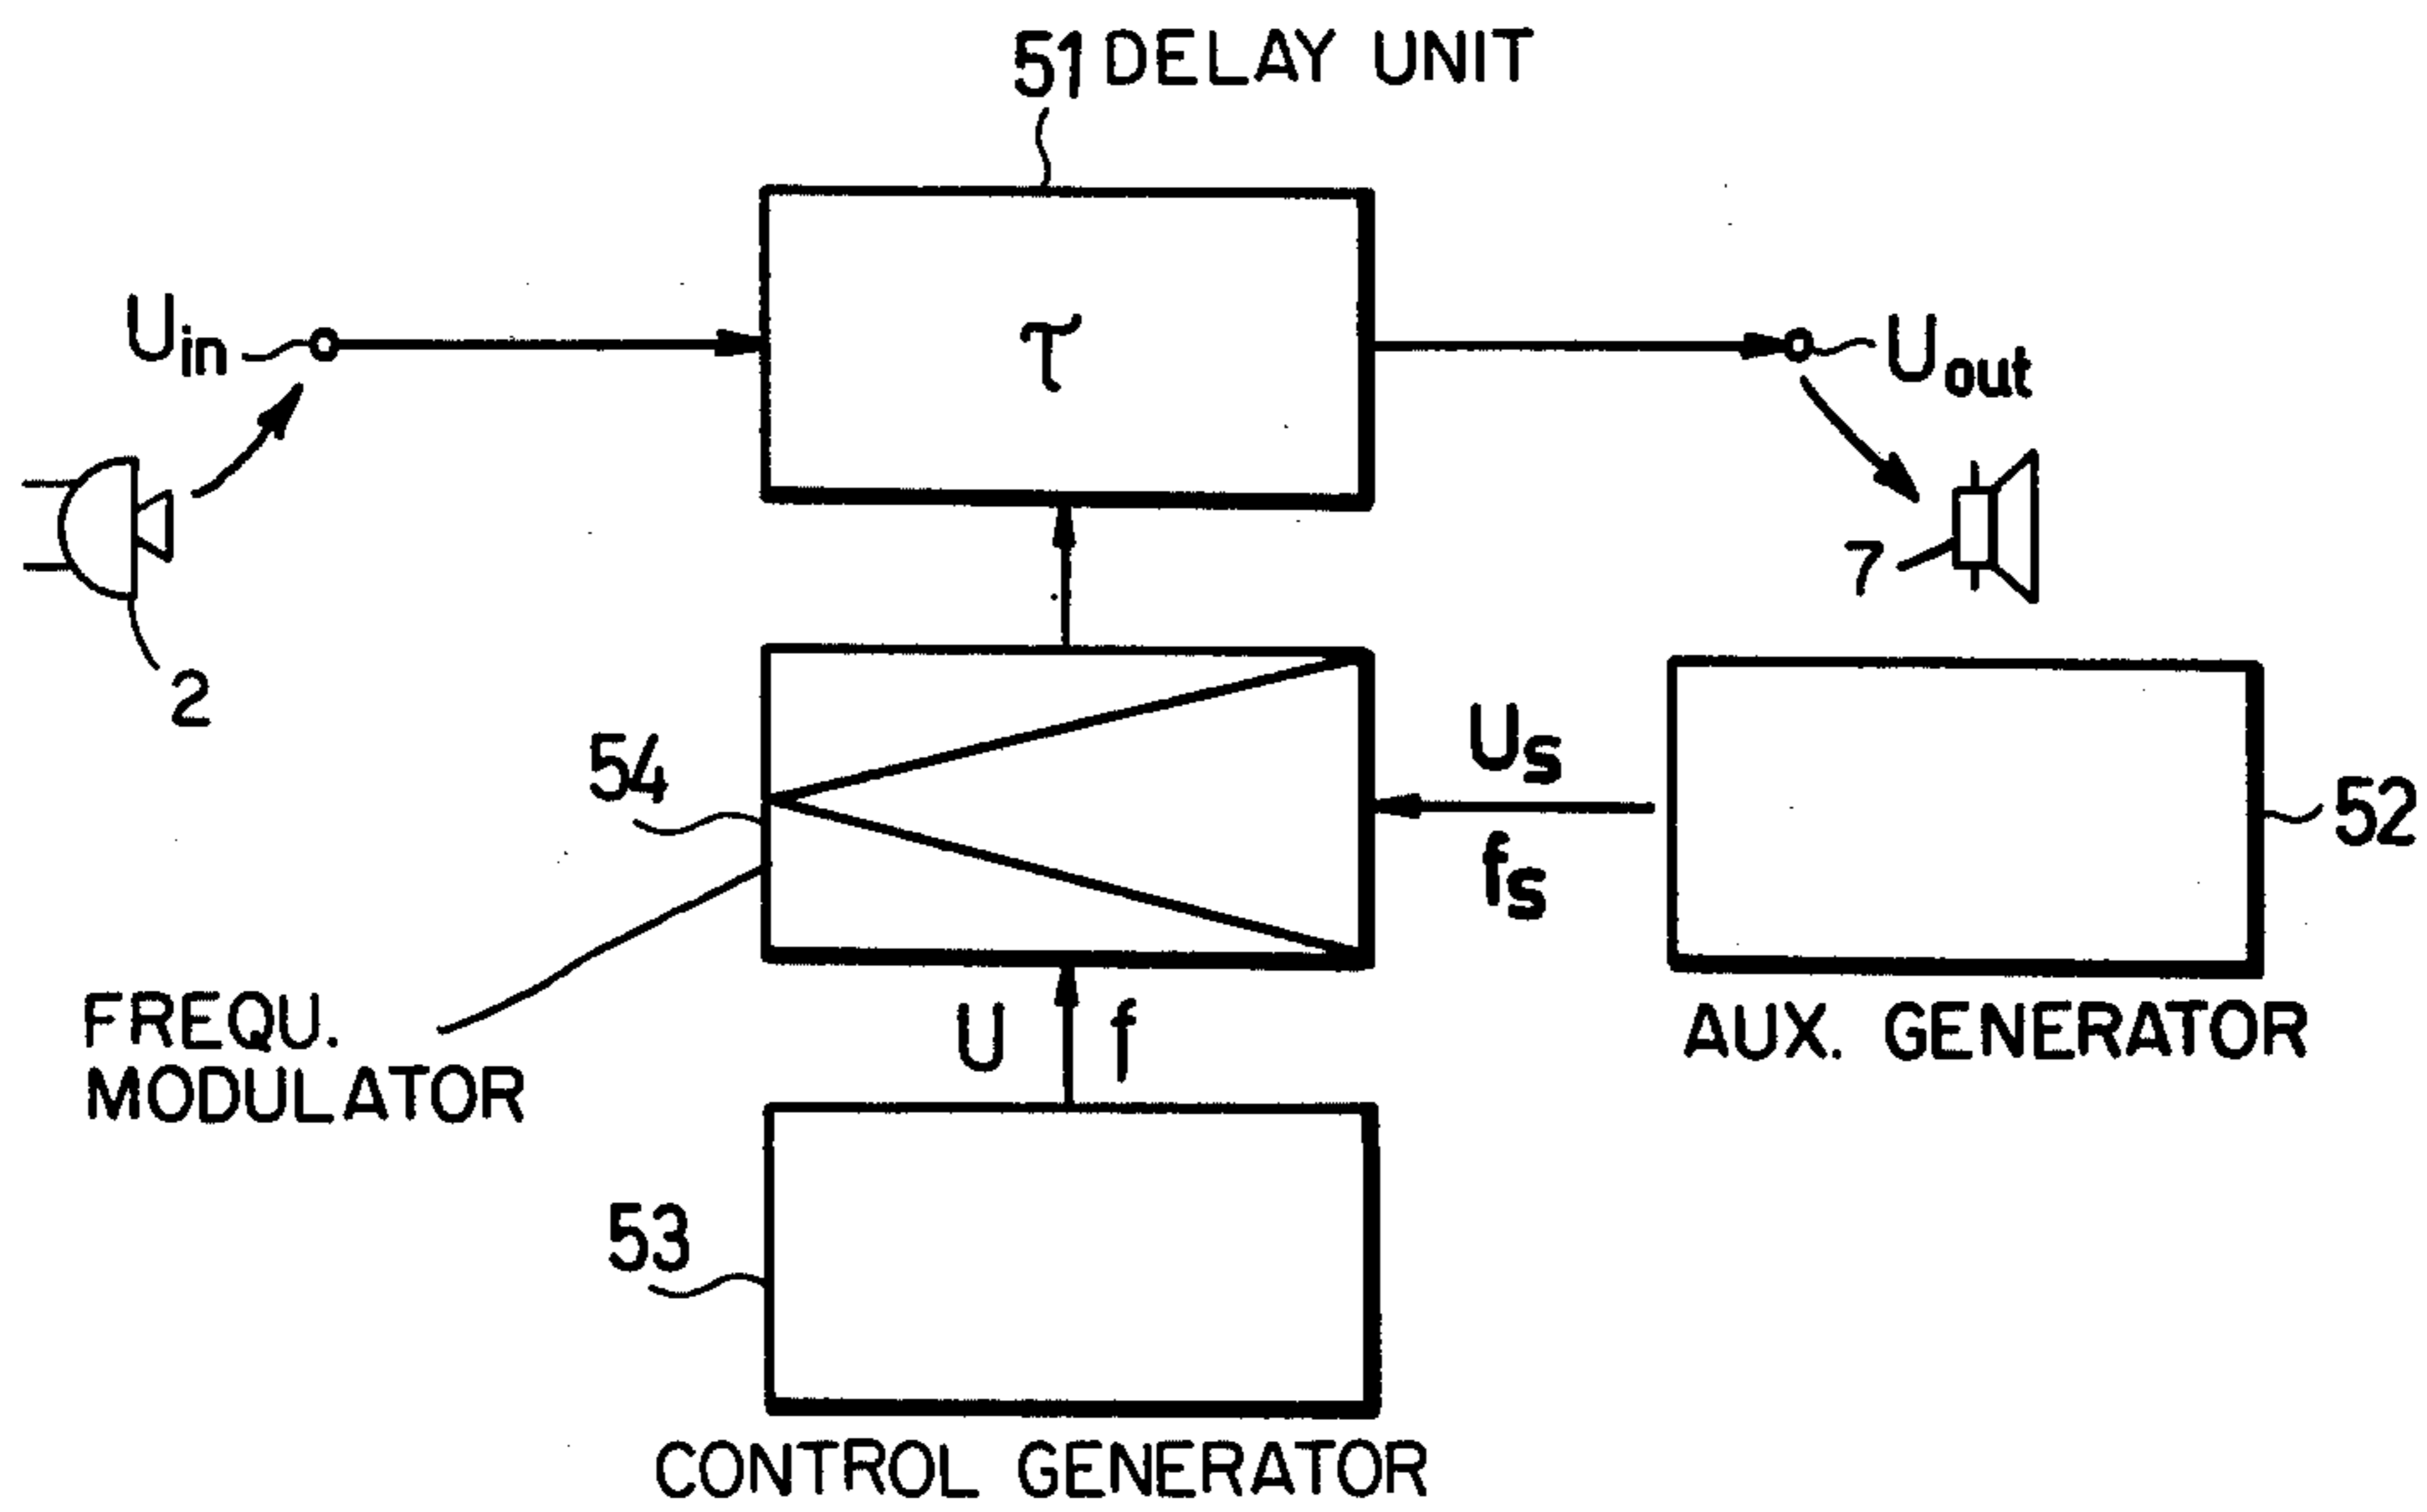 51 DELAY UNIT
Uin
τ
Uout
2
7
54
Us
fs
52
FREQU.
MODULATOR
U f
AUX. GENERATOR
53
CONTROL GENERATOR